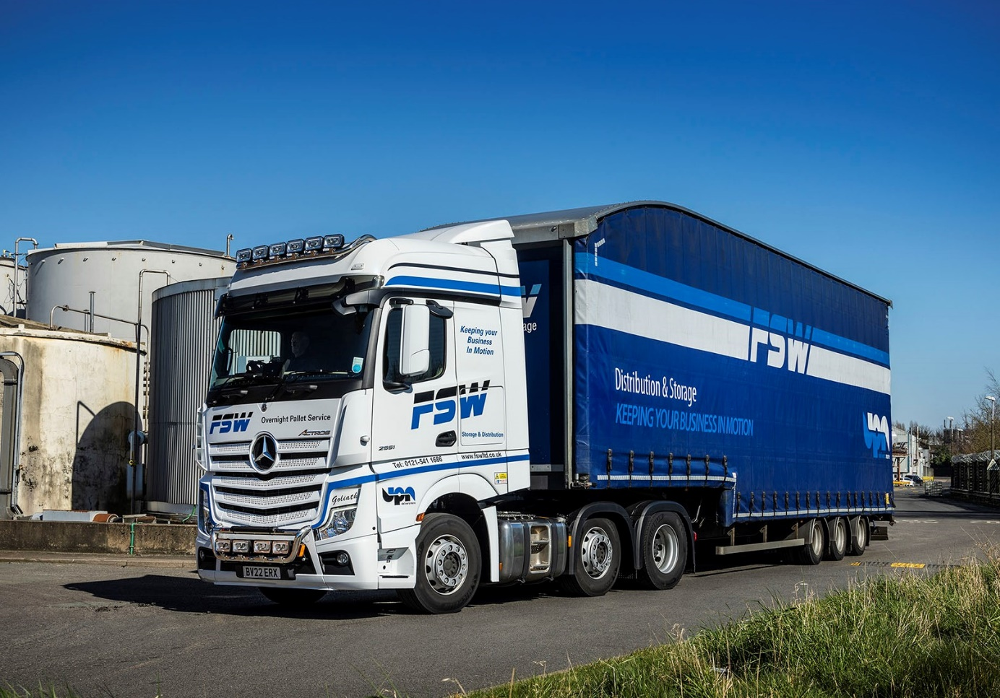 Keeping your
Business
In Motion
FSW
Storage & Distribution
FSW
Overnight Pallet Service
ACTROS
2551
Tel: 0121-541 1686
www.fswltd.co.uk
upn
Goliath
BV22 ERX
FSW
Distribution & Storage
KEEPING YOUR BUSINESS IN MOTION
upn